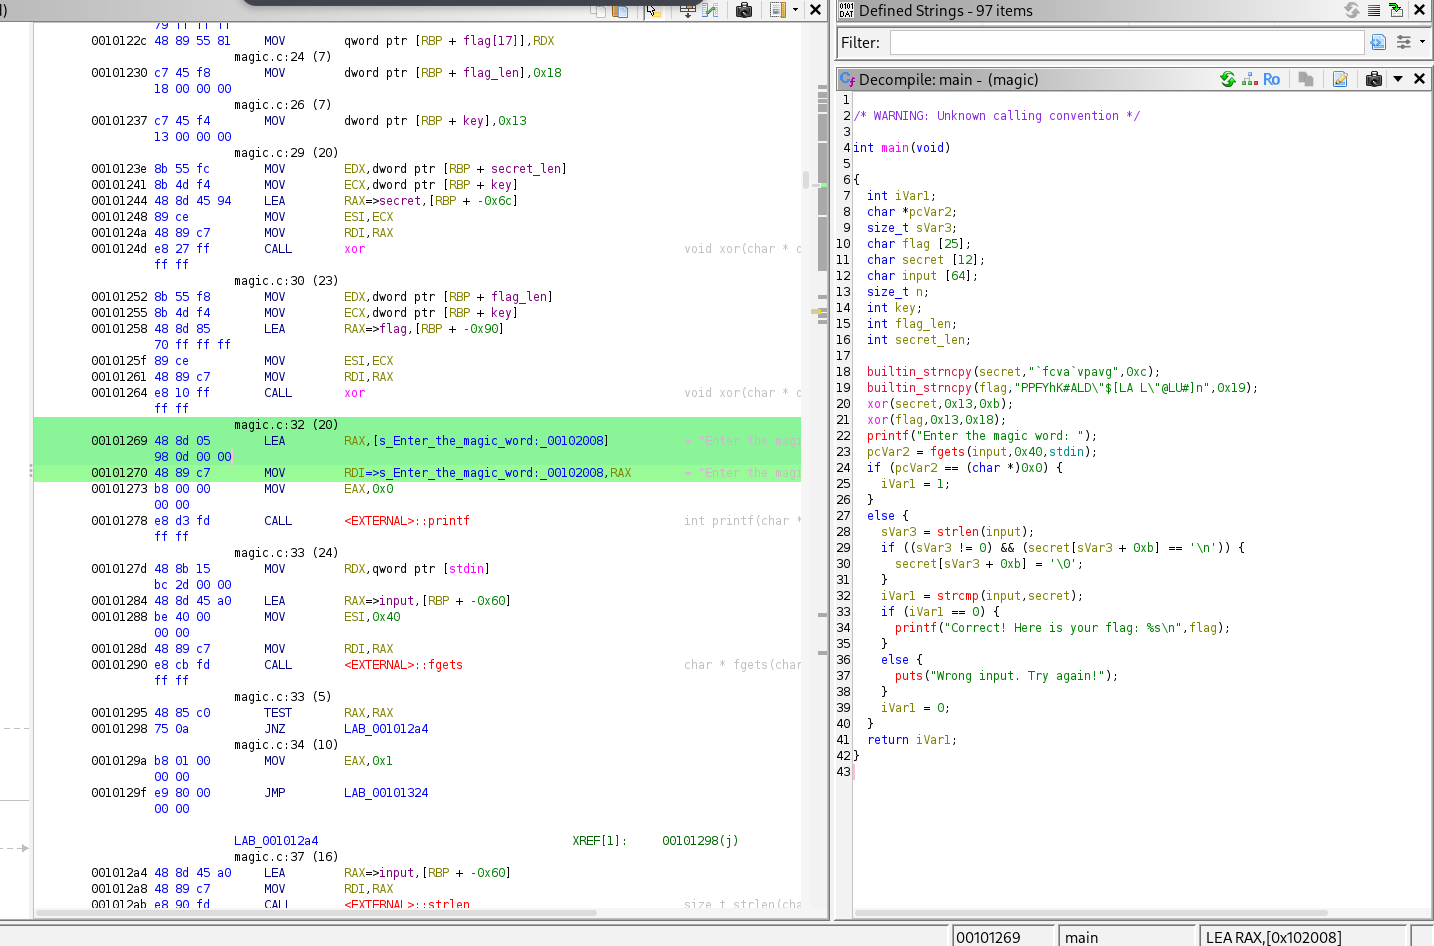 79 ff ff ff
0010122c 48 89 55 81 MOV qword ptr [RBP + flag[17]],RDX
magic.c:24 (7)
00101230 c7 45 f8 MOV dword ptr [RBP + flag_len],0x18
18 00 00 00
magic.c:26 (7)
00101237 c7 45 f4 MOV dword ptr [RBP + key],0x13
13 00 00 00
magic.c:29 (20)
0010123e 8b 55 fc MOV EDX,dword ptr [RBP + secret_len]
00101241 8b 4d f4 MOV ECX,dword ptr [RBP + key]
00101244 48 8d 45 94 LEA RAX=>secret,[RBP + -0x6c]
00101248 89 ce MOV ESI,ECX
0010124a 48 89 c7 MOV RDI,RAX
0010124d e8 27 ff CALL xor void xor(char * d
ff ff
magic.c:30 (23)
00101252 8b 55 f8 MOV EDX,dword ptr [RBP + flag_len]
00101255 8b 4d f4 MOV ECX,dword ptr [RBP + key]
00101258 48 8d 85 LEA RAX=>flag,[RBP + -0x90]
70 ff ff ff
0010125f 89 ce MOV ESI,ECX
00101261 48 89 c7 MOV RDI,RAX
00101264 e8 10 ff CALL xor void xor(char * d
ff ff
magic.c:32 (20)
00101269 48 8d 05 LEA RAX,[s_Enter_the_magic_word:_00102008] = "Enter the magi
98 0d 00 00
00101270 48 89 c7 MOV RDI=>s_Enter_the_magic_word:_00102008,RAX = "Enter the magi
00101273 b8 00 00 MOV EAX,0x0
00 00
00101278 e8 d3 fd CALL <EXTERNAL>::printf int printf(char *
ff ff
magic.c:33 (24)
0010127d 48 8b 15 MOV RDX,qword ptr [stdin]
bc 2d 00 00
00101284 48 8d 45 a0 LEA RAX=>input,[RBP + -0x60]
00101288 be 40 00 MOV ESI,0x40
00 00
0010128d 48 89 c7 MOV RDI,RAX
00101290 e8 cb fd CALL <EXTERNAL>::fgets char * fgets(char
ff ff
magic.c:33 (5)
00101295 48 85 c0 TEST RAX,RAX
00101298 75 0a JNZ LAB_001012a4
magic.c:34 (10)
0010129a b8 01 00 MOV EAX,0x1
00 00
0010129f e9 80 00 JMP LAB_00101324
00 00
LAB_001012a4 XREF[1]: 00101298(j)
magic.c:37 (16)
001012a4 48 8d 45 a0 LEA RAX=>input,[RBP + -0x60]
001012a8 48 89 c7 MOV RDI,RAX
001012ab e8 90 fd CALL <EXTERNAL>::strlen size_t strlen(cha
Defined Strings - 97 items
Filter:
Decompile: main - (magic)
Ro
1
2 /* WARNING: Unknown calling convention */
3
4 int main(void)
5
6 {
7 int iVar1;
8 char *pcVar2;
9 size_t sVar3;
10 char flag [25];
11 char secret [12];
12 char input [64];
13 size_t n;
14 int key;
15 int flag_len;
16 int secret_len;
17
18 builtin_strncpy(secret,"`fcva`vpavg",0xc);
19 builtin_strncpy(flag,"PPFYhK#ALD\"$[LA L\"@LU#]n",0x19);
20 xor(secret,0x13,0xb);
21 xor(flag,0x13,0x18);
22 printf("Enter the magic word: ");
23 pcVar2 = fgets(input,0x40,stdin);
24 if (pcVar2 == (char *)0x0) {
25 iVar1 = 1;
26 }
27 else {
28 sVar3 = strlen(input);
29 if ((sVar3 != 0) && (secret[sVar3 + 0xb] == '\n')) {
30 secret[sVar3 + 0xb] = '\0';
31 }
32 iVar1 = strcmp(input,secret);
33 if (iVar1 == 0) {
34 printf("Correct! Here is your flag: %s\n",flag);
35 }
36 else {
37 puts("Wrong input. Try again!");
38 }
39 iVar1 = 0;
40 }
41 return iVar1;
42 }
43
00101269 main LEA RAX,[0x102008]